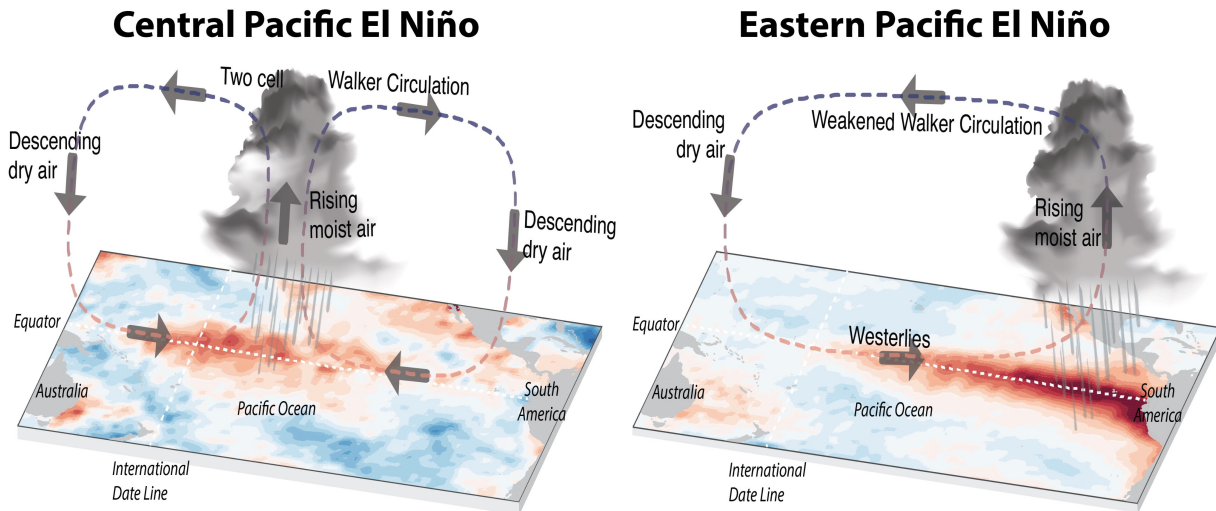 Central Pacific El Niño
Two cell Walker Circulation
Descending
dry air
Rising
moist air
Descending
dry air
Equator
Australia
Pacific Ocean
South
America
International
Date Line
Eastern Pacific El Niño
Descending
dry air
Weakened Walker Circulation
Rising
moist air
Equator
Westerlies
Australia
Pacific Ocean
South
America
International
Date Line